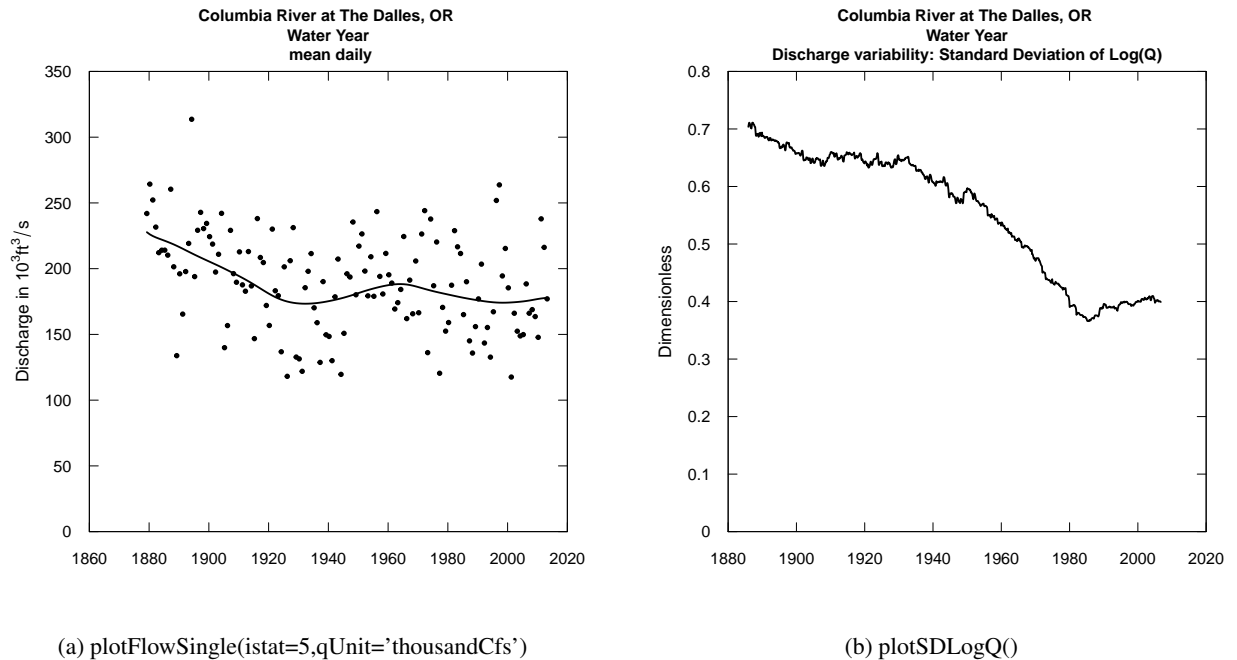 Columbia River at The Dalles, OR
Water Year
mean daily
Discharge in 10³ft³/s
350
300
250
200
150
100
50
0
1860 1880 1900 1920 1940 1960 1980 2000 2020
(a) plotFlowSingle(istat=5,qUnit='thousandCfs')
Columbia River at The Dalles, OR
Water Year
Discharge variability: Standard Deviation of Log(Q)
Dimensionless
0.8
0.7
0.6
0.5
0.4
0.3
0.2
0.1
0
1880 1900 1920 1940 1960 1980 2000 2020
(b) plotSDLogQ()